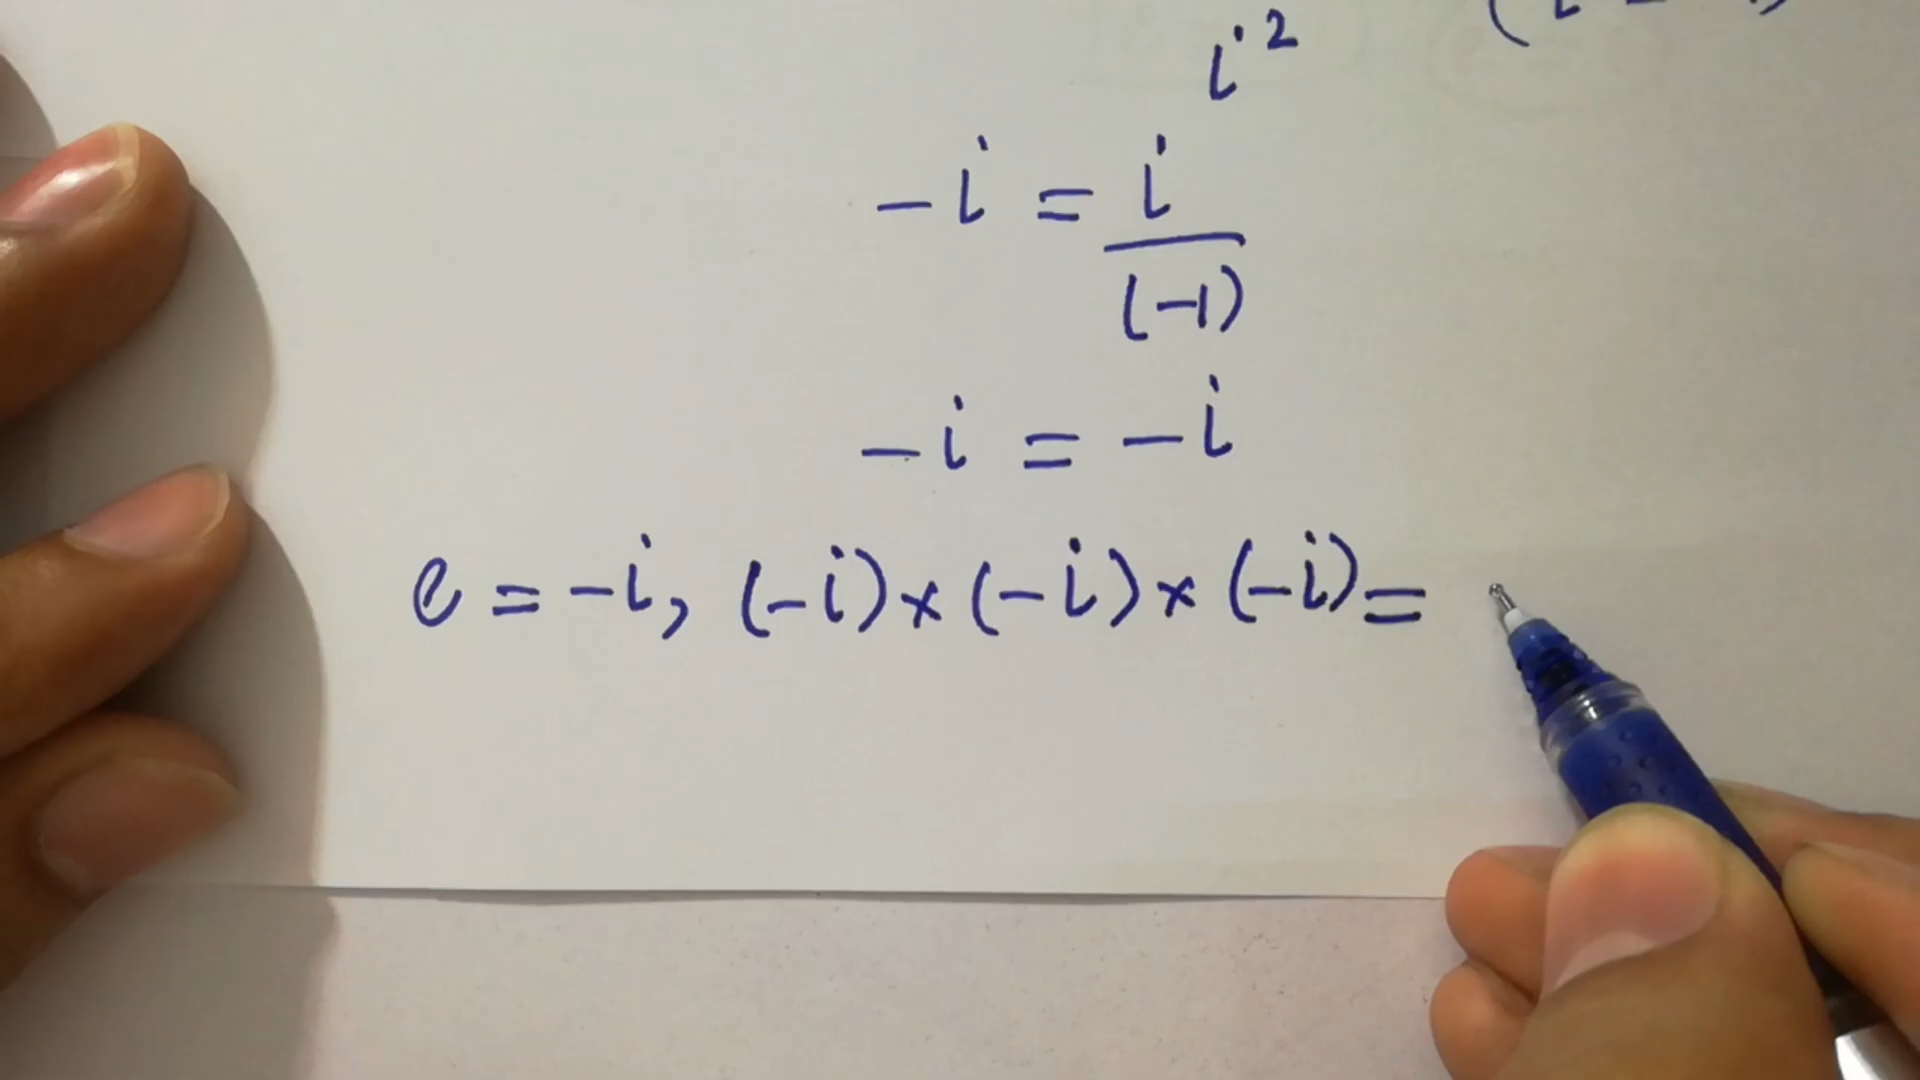 i²
-i = i
(-1)
-i = -i
e = -i, (-i) × (-i) × (-i) =